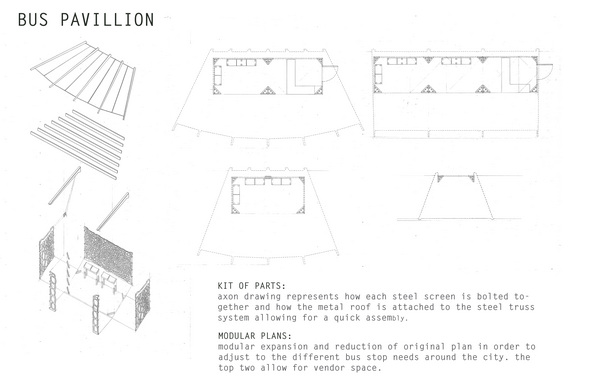 BUS PAVILLION
KIT OF PARTS:
axon drawing represents how each steel screen is bolted to-
gether and how the metal roof is attached to the steel truss
system allowing for a quick assembly.
MODULAR PLANS:
modular expansion and reduction of original plan in order to
adjust to the different bus stop needs around the city. the
top two allow for vendor space.